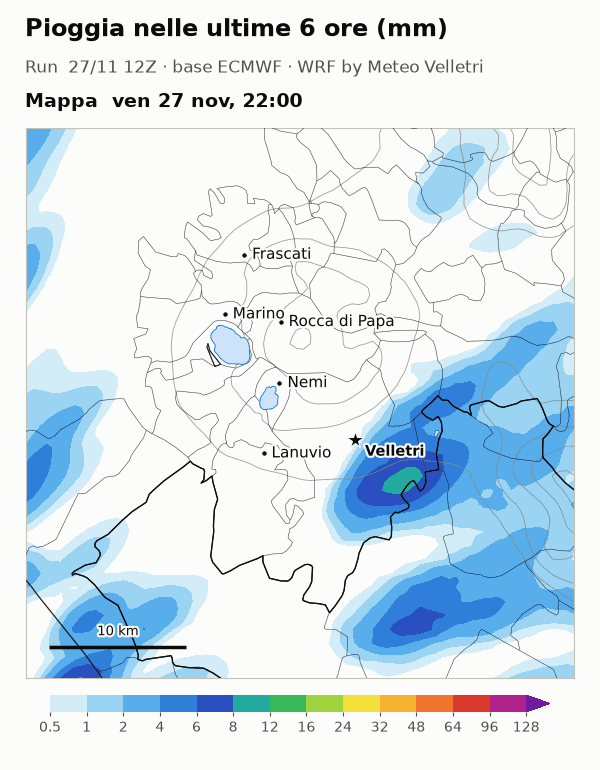 Pioggia nelle ultime 6 ore (mm)
Run  27/11 12Z · base ECMWF · WRF by Meteo Velletri
Mappa  ven 27 nov, 22:00
Frascati
Marino
Rocca di Papa
Nemi
Velletri
Lanuvio
10 km
0.5 1 2 4 6 8 12 16 24 32 48 64 96 128